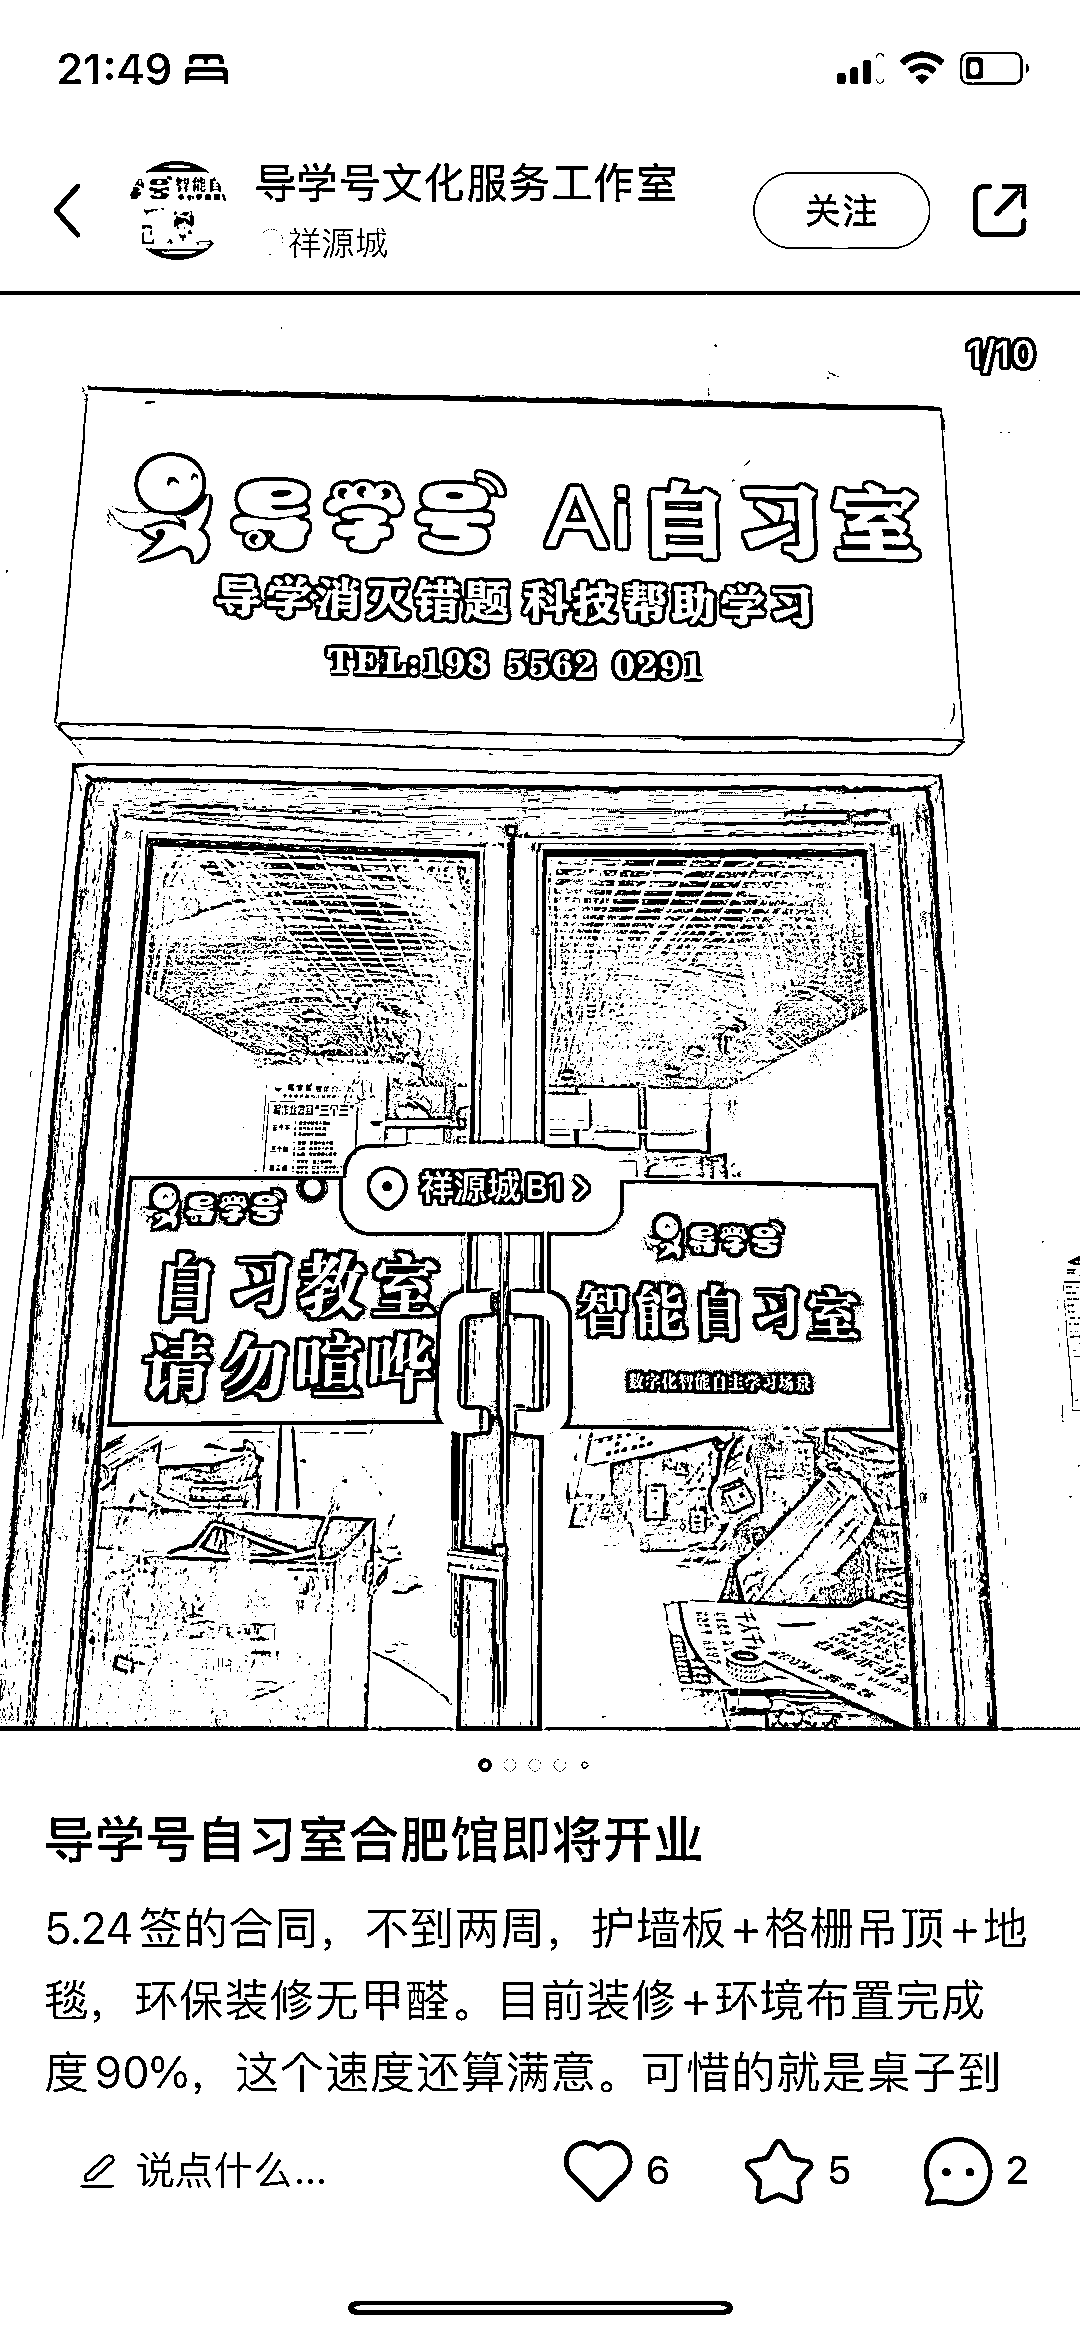 21:49
导学号文化服务工作室
祥源城
关注
1/10
导学号 Ai自习室
导学消灭错题 科技帮助学习
TEL:198 5562 0291
祥源城B1
导学号
自习教室
请勿喧哗
导学号
智能自习室
数字化智能自主学习场景
导学号自习室合肥馆即将开业
5.24签的合同，不到两周，护墙板+格栅吊顶+地
毯，环保装修无甲醛。目前装修+环境布置完成
度90%，这个速度还算满意。可惜的就是桌子到
说点什么...
6
5
2